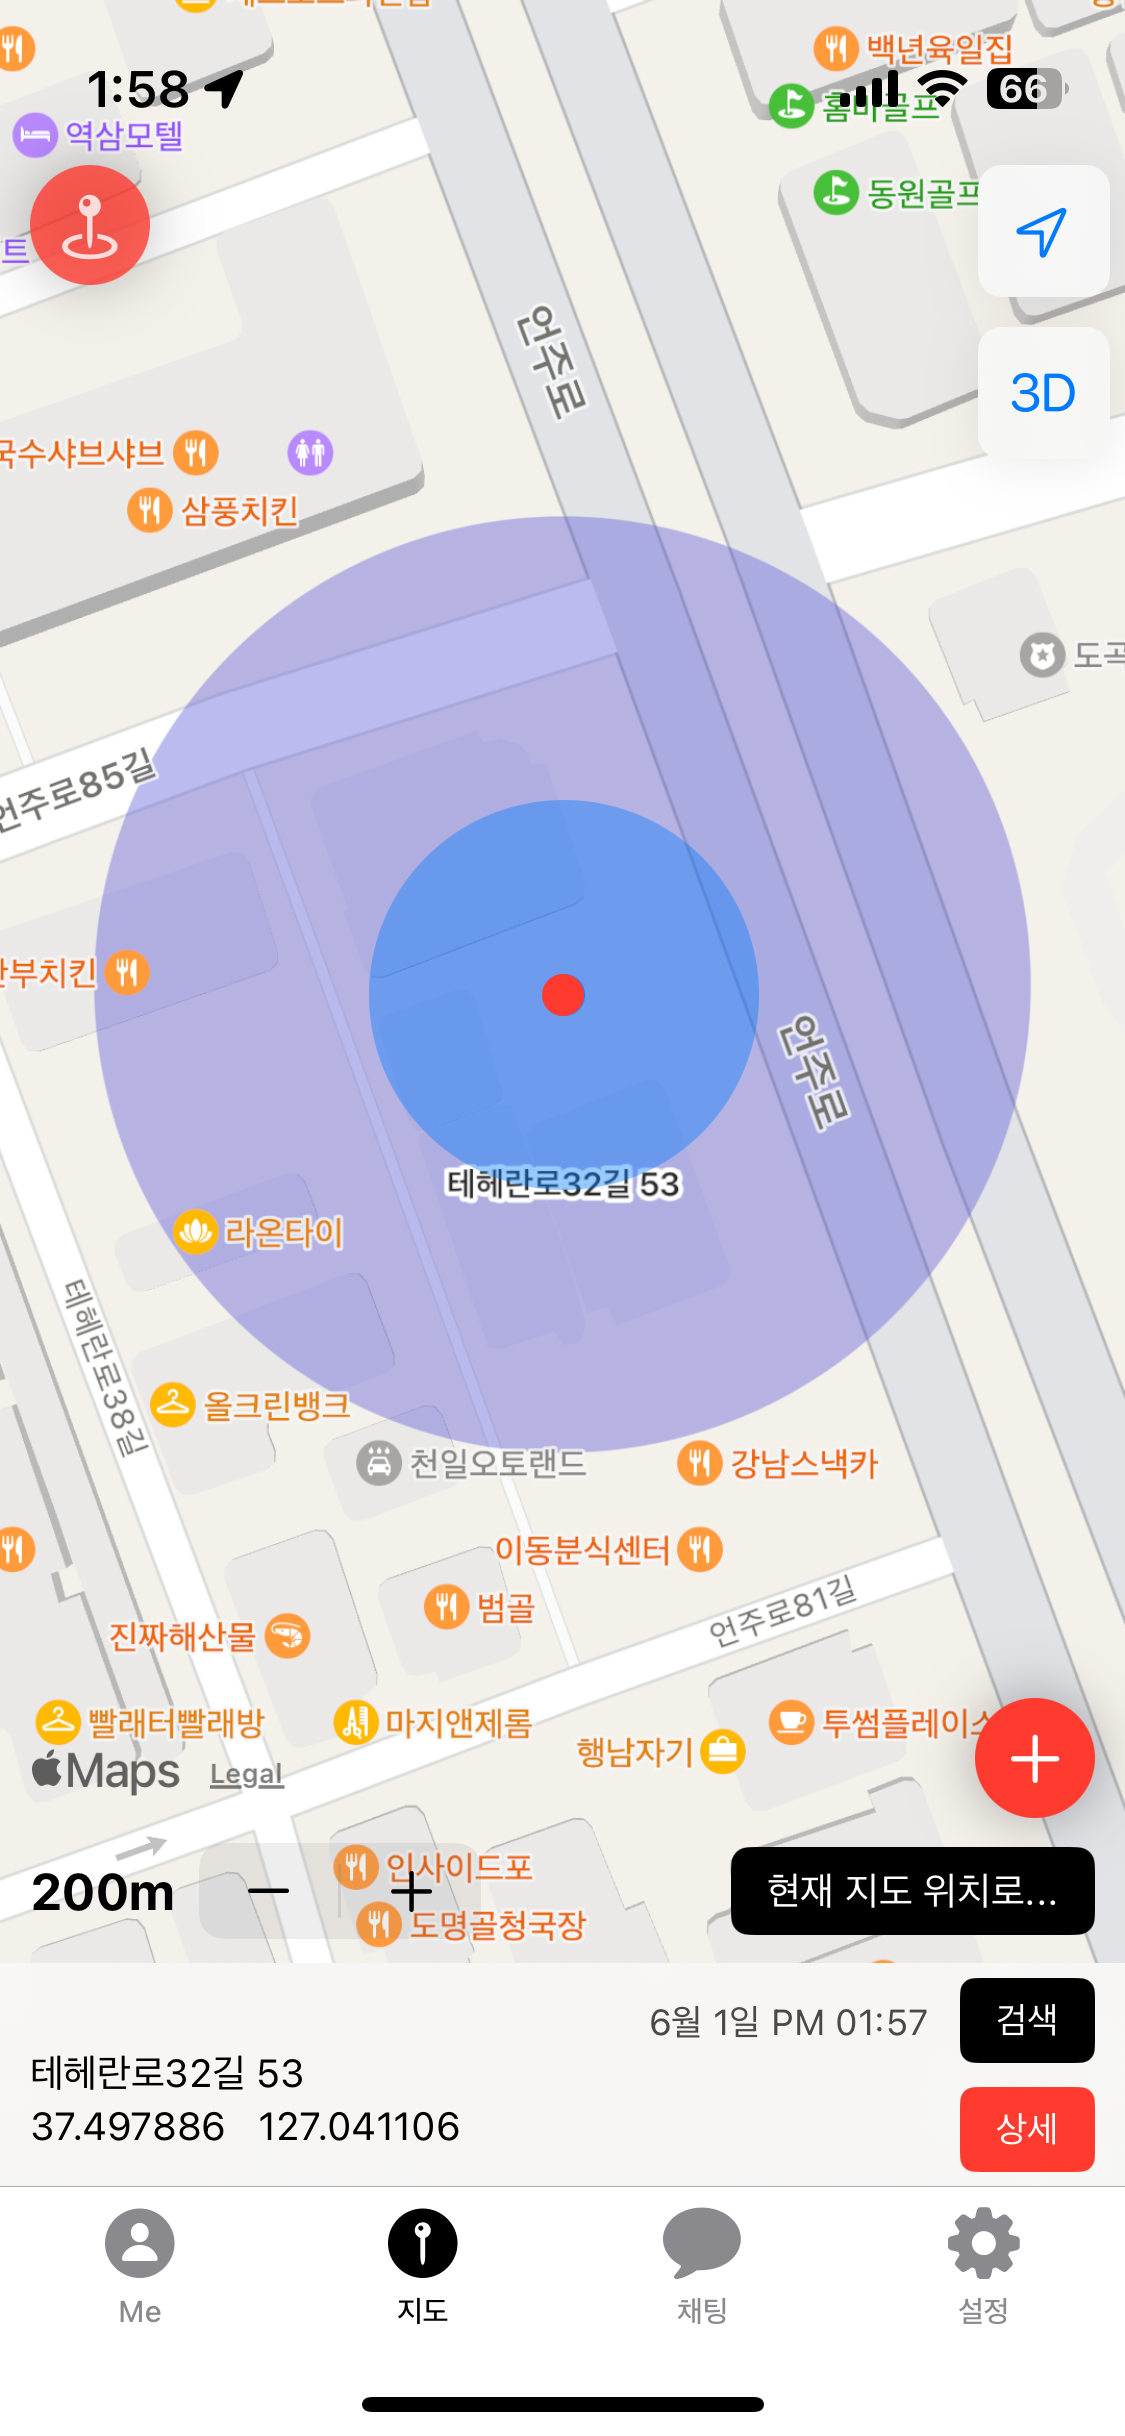 백년육일집
1:58
66
홈마골프
역삼모텔
동원골프
트
언주로
3D
국수샤브샤브
삼풍치킨
도곡
언주로85길
부치킨
언주로
테헤란로32길 53
라온타이
테헤란로38길
올크린뱅크
천일오토랜드
강남스낵카
이동분식센터
범골
언주로81길
진짜해산물
빨래터빨래방
마지앤제롬
투썸플레이스
행남자기
Maps
Legal
인사이드포
200m
현재 지도 위치로...
도명골청국장
6월 1일 PM 01:57
검색
테헤란로32길 53
37.497886 127.041106
상세
Me
지도
채팅
설정